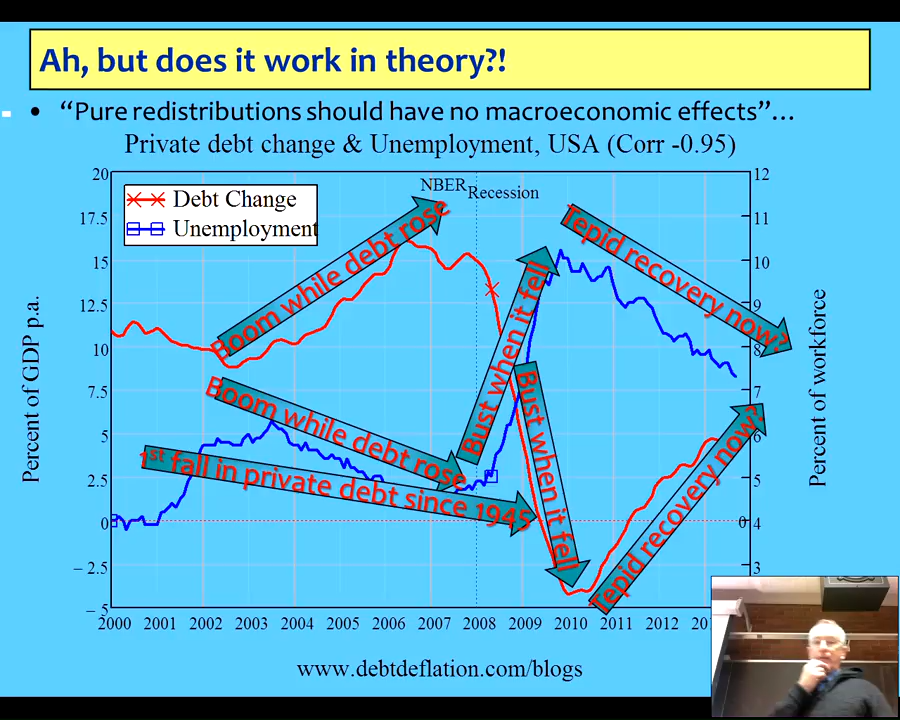 Ah, but does it work in theory?!
• “Pure redistributions should have no macroeconomic effects”…
Private debt change & Unemployment, USA (Corr -0.95)
Percent of GDP p.a.
20
17.5
15
12.5
10
7.5
5
2.5
0
– 2.5
– 5
Debt Change
Unemployment
NBER Recession
Boom while debt rose
Boom while debt rose
1st fall in private debt since 1945
Bust when it fell
Bust when it fell
Tepid recovery now?
Tepid recovery now?
12
11
10
9
8
7
6
5
0 4
3
Percent of workforce
2000 2001 2002 2003 2004 2005 2006 2007 2008 2009 2010 2011 2012
www.debtdeflation.com/blogs